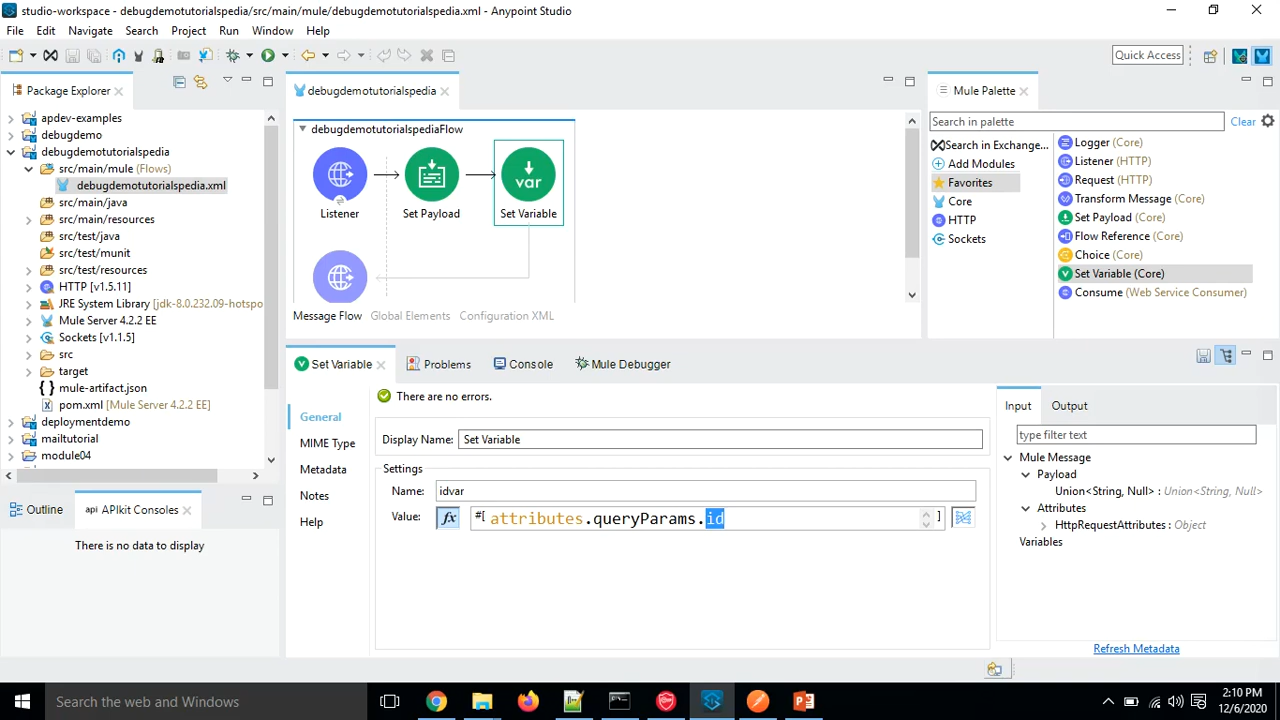 studio-workspace - debugdemotutorialspedia/src/main/mule/debugdemotutorialspedia.xml - Anypoint Studio
File Edit Navigate Search Project Run Window Help
Quick Access
Package Explorer
apdev-examples
debugdemo
debugdemotutorialspedia
src/main/mule (Flows)
debugdemotutorialspedia.xml
src/main/java
src/main/resources
src/test/java
src/test/munit
src/test/resources
HTTP [v1.5.11]
JRE System Library [jdk-8.0.232.09-hotspo
Mule Server 4.2.2 EE
Sockets [v1.1.5]
src
target
mule-artifact.json
pom.xml [Mule Server 4.2.2 EE]
deploymentdemo
mailtutorial
module04
Outline
api APIkit Consoles
There is no data to display
debugdemotutorialspedia
debugdemotutorialspediaFlow
var
Listener Set Payload Set Variable
Message Flow Global Elements Configuration XML
Mule Palette
Search in palette
Clear
Search in Exchange...
Add Modules
Favorites
Core
HTTP
Sockets
Logger (Core)
Listener (HTTP)
Request (HTTP)
Transform Message (Core)
Set Payload (Core)
Flow Reference (Core)
Choice (Core)
V Set Variable (Core)
Consume (Web Service Consumer)
V Set Variable Problems Console Mule Debugger
There are no errors.
General
MIME Type
Metadata
Notes
Help
Display Name: Set Variable
Settings
Name: idvar
Value: fx #[ attributes.queryParams.id ]
Input Output
type filter text
Mule Message
Payload
Union<String, Null> : Union<String, Null>
Attributes
HttpRequestAttributes : Object
Variables
Refresh Metadata
Search the web and Windows
2:10 PM
12/6/2020